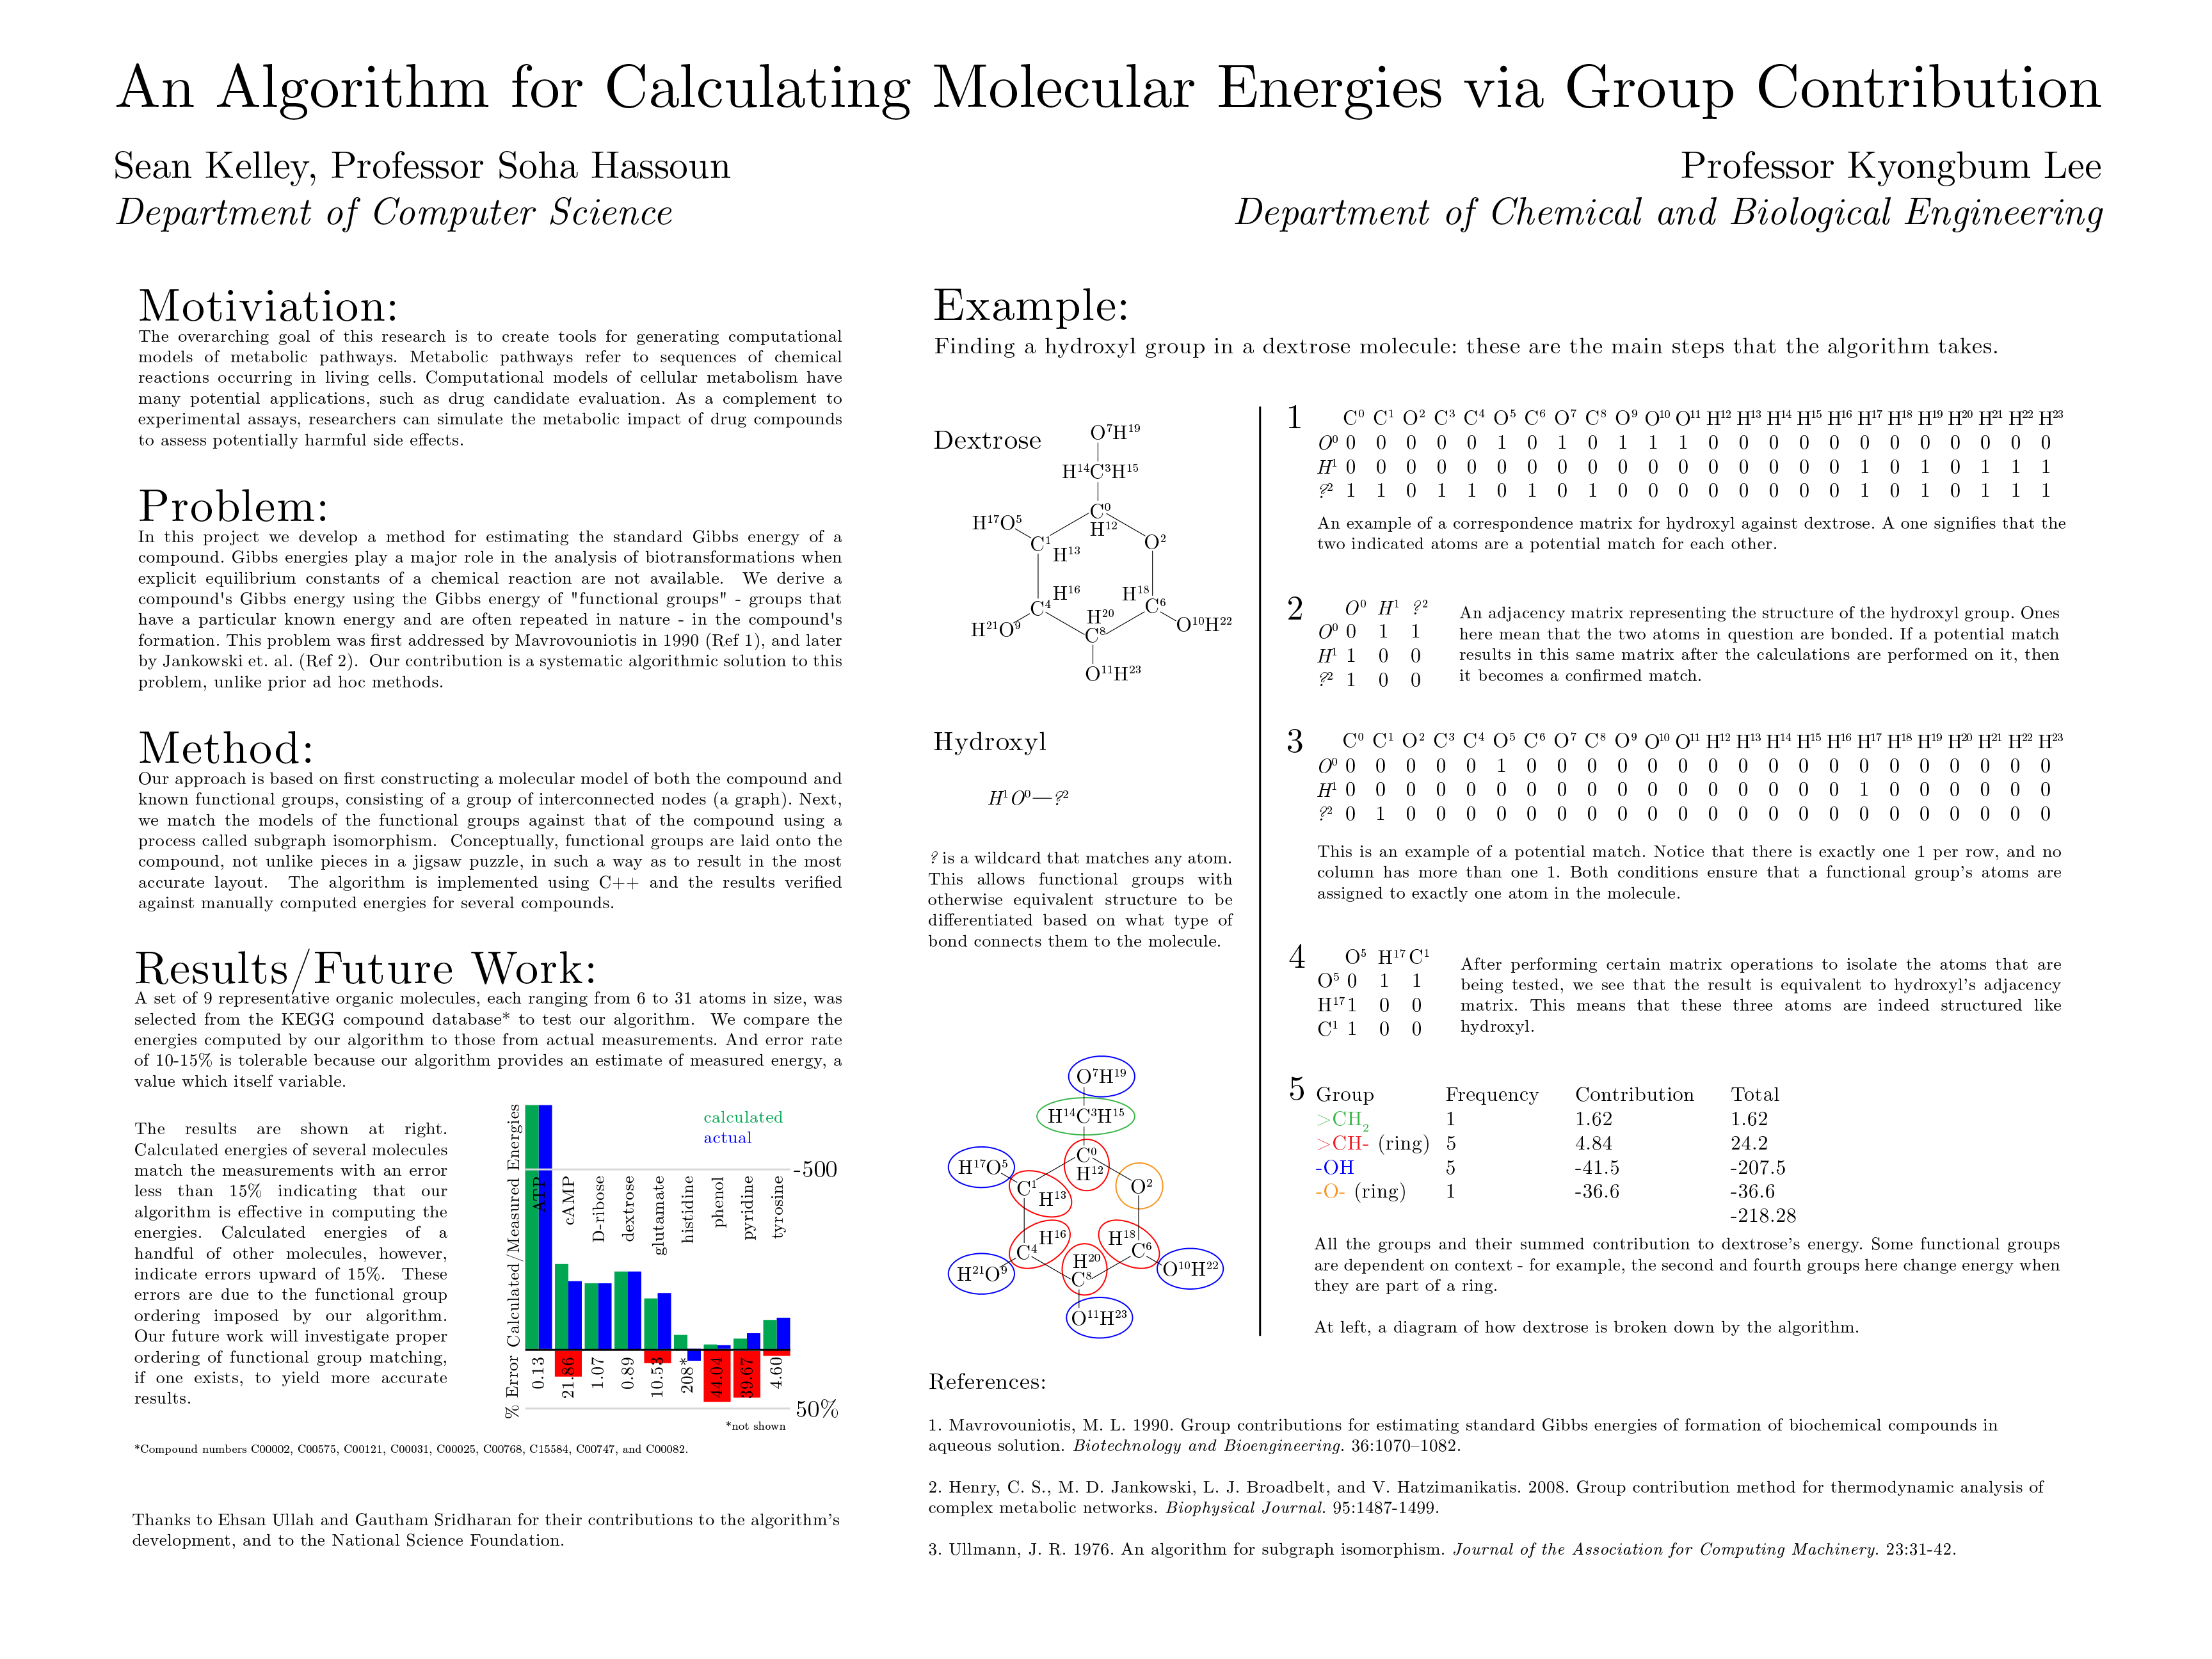 An Algorithm for Calculating Molecular Energies via Group Contribution
Sean Kelley, Professor Soha Hassoun
Department of Computer Science
Professor Kyongbum Lee
Department of Chemical and Biological Engineering
Motiviation:
The overarching goal of this research is to create tools for generating computational
models of metabolic pathways. Metabolic pathways refer to sequences of chemical
reactions occurring in living cells. Computational models of cellular metabolism have
many potential applications, such as drug candidate evaluation. As a complement to
experimental assays, researchers can simulate the metabolic impact of drug compounds
to assess potentially harmful side effects.
Problem:
In this project we develop a method for estimating the standard Gibbs energy of a
compound. Gibbs energies play a major role in the analysis of biotransformations when
explicit equilibrium constants of a chemical reaction are not available. We derive a
compound's Gibbs energy using the Gibbs energy of "functional groups" - groups that
have a particular known energy and are often repeated in nature - in the compound's
formation. This problem was first addressed by Mavrovouniotis in 1990 (Ref 1), and later
by Jankowski et. al. (Ref 2). Our contribution is a systematic algorithmic solution to this
problem, unlike prior ad hoc methods.
Method:
Our approach is based on first constructing a molecular model of both the compound and
known functional groups, consisting of a group of interconnected nodes (a graph). Next,
we match the models of the functional groups against that of the compound using a
process called subgraph isomorphism. Conceptually, functional groups are laid onto the
compound, not unlike pieces in a jigsaw puzzle, in such a way as to result in the most
accurate layout. The algorithm is implemented using C++ and the results verified
against manually computed energies for several compounds.
Results/Future Work:
A set of 9 representative organic molecules, each ranging from 6 to 31 atoms in size, was
selected from the KEGG compound database* to test our algorithm. We compare the
energies computed by our algorithm to those from actual measurements. And error rate
of 10-15% is tolerable because our algorithm provides an estimate of measured energy, a
value which itself variable.
The results are shown at right.
Calculated energies of several molecules
match the measurements with an error
less than 15% indicating that our
algorithm is effective in computing the
energies. Calculated energies of a
handful of other molecules, however,
indicate errors upward of 15%. These
errors are due to the functional group
ordering imposed by our algorithm.
Our future work will investigate proper
ordering of functional group matching,
if one exists, to yield more accurate
results.
% Error Calculated/Measured Energies
calculated
actual
-500
ATP
cAMP
D-ribose
dextrose
glutamate
histidine
phenol
pyridine
tyrosine
0.13
21.86
1.07
0.89
10.53
208*
44.04
39.67
4.60
50%
*not shown
*Compound numbers C00002, C00575, C00121, C00031, C00025, C00768, C15584, C00747, and C00082.
Thanks to Ehsan Ullah and Gautham Sridharan for their contributions to the algorithm's
development, and to the National Science Foundation.
Example:
Finding a hydroxyl group in a dextrose molecule: these are the main steps that the algorithm takes.
Dextrose
O⁷H¹⁹
H¹⁴C³H¹⁵
C⁰
H¹²
H¹⁷O⁵
C¹
H¹³
O²
H¹⁶
H¹⁸
C⁴
H²⁰
C⁶
H²¹O⁹
C⁸
O¹⁰H²²
O¹¹H²³
Hydroxyl
H¹O⁰—?²
? is a wildcard that matches any atom.
This allows functional groups with
otherwise equivalent structure to be
differentiated based on what type of
bond connects them to the molecule.
O⁷H¹⁹
H¹⁴C³H¹⁵
C⁰
H¹²
H¹⁷O⁵
C¹
H¹³
O²
H¹⁶
H¹⁸
C⁴
H²⁰
C⁶
H²¹O⁹
C⁸
O¹⁰H²²
O¹¹H²³
1
C⁰ C¹ O² C³ C⁴ O⁵ C⁶ O⁷ C⁸ O⁹ O¹⁰ O¹¹ H¹² H¹³ H¹⁴ H¹⁵ H¹⁶ H¹⁷ H¹⁸ H¹⁹ H²⁰ H²¹ H²² H²³
O⁰ 0 0 0 0 0 1 0 1 0 1 1 1 0 0 0 0 0 0 0 0 0 0 0 0
H¹ 0 0 0 0 0 0 0 0 0 0 0 0 0 0 0 0 0 1 0 1 0 1 1 1
?² 1 1 0 1 1 0 1 0 1 0 0 0 0 0 0 0 0 1 0 1 0 1 1 1
An example of a correspondence matrix for hydroxyl against dextrose. A one signifies that the
two indicated atoms are a potential match for each other.
2
O⁰ H¹ ?²
O⁰ 0 1 1
H¹ 1 0 0
?² 1 0 0
An adjacency matrix representing the structure of the hydroxyl group. Ones
here mean that the two atoms in question are bonded. If a potential match
results in this same matrix after the calculations are performed on it, then
it becomes a confirmed match.
3
C⁰ C¹ O² C³ C⁴ O⁵ C⁶ O⁷ C⁸ O⁹ O¹⁰ O¹¹ H¹² H¹³ H¹⁴ H¹⁵ H¹⁶ H¹⁷ H¹⁸ H¹⁹ H²⁰ H²¹ H²² H²³
O⁰ 0 0 0 0 0 1 0 0 0 0 0 0 0 0 0 0 0 0 0 0 0 0 0 0
H¹ 0 0 0 0 0 0 0 0 0 0 0 0 0 0 0 0 0 1 0 0 0 0 0 0
?² 0 1 0 0 0 0 0 0 0 0 0 0 0 0 0 0 0 0 0 0 0 0 0 0
This is an example of a potential match. Notice that there is exactly one 1 per row, and no
column has more than one 1. Both conditions ensure that a functional group's atoms are
assigned to exactly one atom in the molecule.
4
O⁵ H¹⁷ C¹
O⁵ 0 1 1
H¹⁷ 1 0 0
C¹ 1 0 0
After performing certain matrix operations to isolate the atoms that are
being tested, we see that the result is equivalent to hydroxyl's adjacency
matrix. This means that these three atoms are indeed structured like
hydroxyl.
5
Group Frequency Contribution Total
>CH₂ 1 1.62 1.62
>CH- (ring) 5 4.84 24.2
-OH 5 -41.5 -207.5
-O- (ring) 1 -36.6 -36.6
-218.28
All the groups and their summed contribution to dextrose's energy. Some functional groups
are dependent on context - for example, the second and fourth groups here change energy when
they are part of a ring.
At left, a diagram of how dextrose is broken down by the algorithm.
References:
1. Mavrovouniotis, M. L. 1990. Group contributions for estimating standard Gibbs energies of formation of biochemical compounds in
aqueous solution. Biotechnology and Bioengineering. 36:1070–1082.
2. Henry, C. S., M. D. Jankowski, L. J. Broadbelt, and V. Hatzimanikatis. 2008. Group contribution method for thermodynamic analysis of
complex metabolic networks. Biophysical Journal. 95:1487-1499.
3. Ullmann, J. R. 1976. An algorithm for subgraph isomorphism. Journal of the Association for Computing Machinery. 23:31-42.